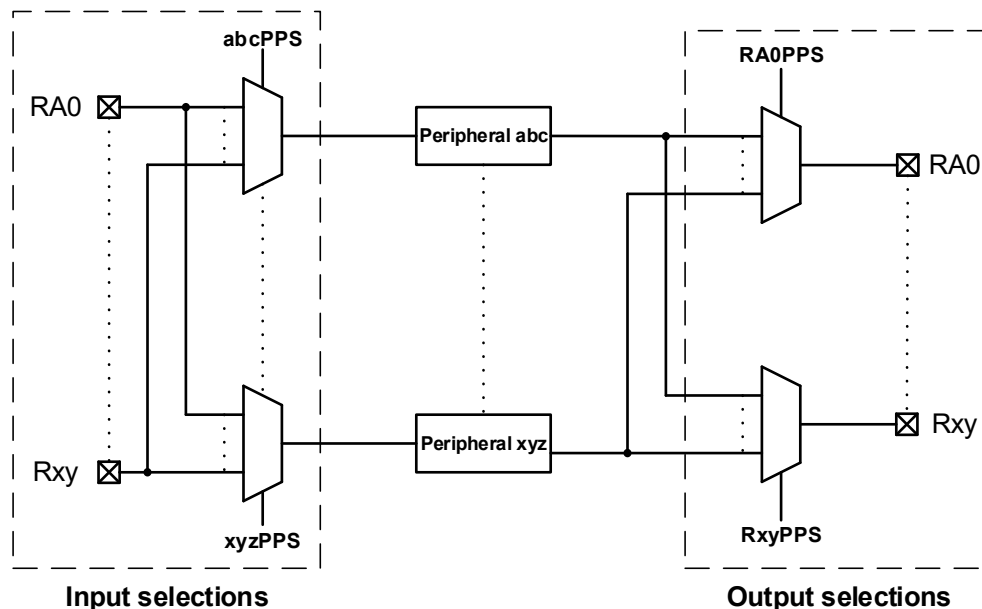 abcPPS
RA0PPS
RA0
Peripheral abc
RA0
Rxy
Peripheral xyz
Rxy
xyzPPS
RxyPPS
Input selections
Output selections